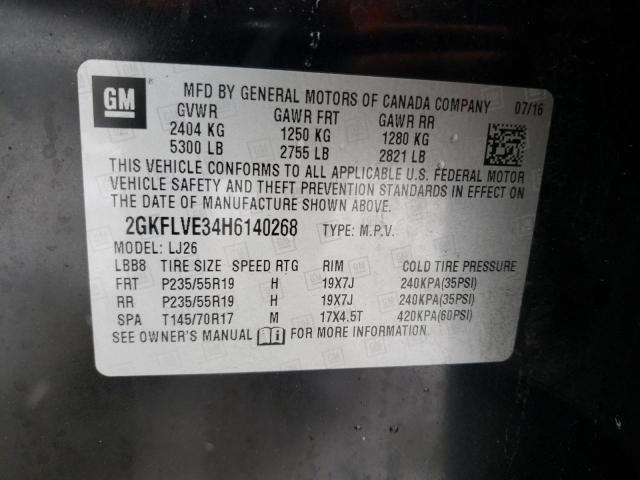 GM
MFD BY GENERAL MOTORS OF CANADA COMPANY 07/16
GVWR GAWR FRT GAWR RR
2404 KG 1250 KG 1280 KG
5300 LB 2755 LB 2821 LB
THIS VEHICLE CONFORMS TO ALL APPLICABLE U.S. FEDERAL MOTOR
VEHICLE SAFETY AND THEFT PREVENTION STANDARDS IN EFFECT ON
THE DATE OF MANUFACTURE SHOWN ABOVE.
2GKFLVE34H6140268 TYPE: M.P.V.
MODEL: LJ26
LBB8 TIRE SIZE SPEED RTG RIM COLD TIRE PRESSURE
FRT P235/55R19 H 19X7J 240KPA(35PSI)
RR P235/55R19 H 19X7J 240KPA(35PSI)
SPA T145/70R17 M 17X4.5T 420KPA(60PSI)
SEE OWNER'S MANUAL FOR MORE INFORMATION.